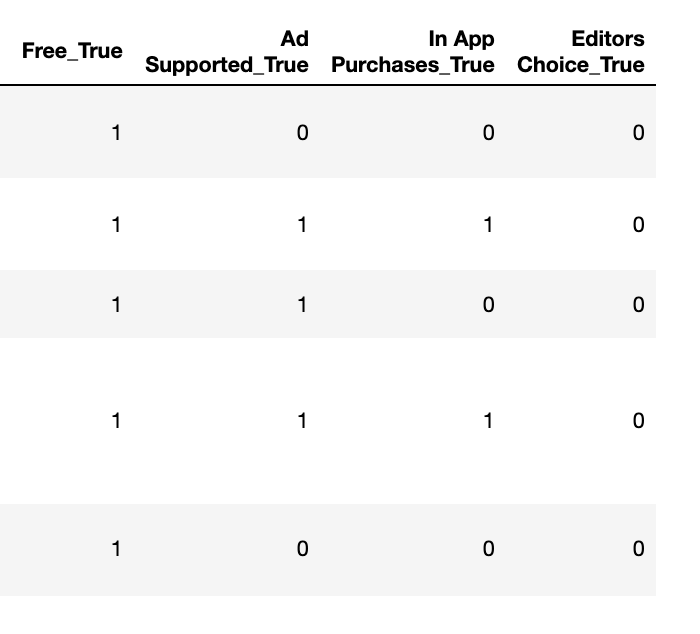 Free_True Ad Supported_True In App Purchases_True Editors Choice_True
1 0 0 0
1 1 1 0
1 1 0 0
1 1 1 0
1 0 0 0